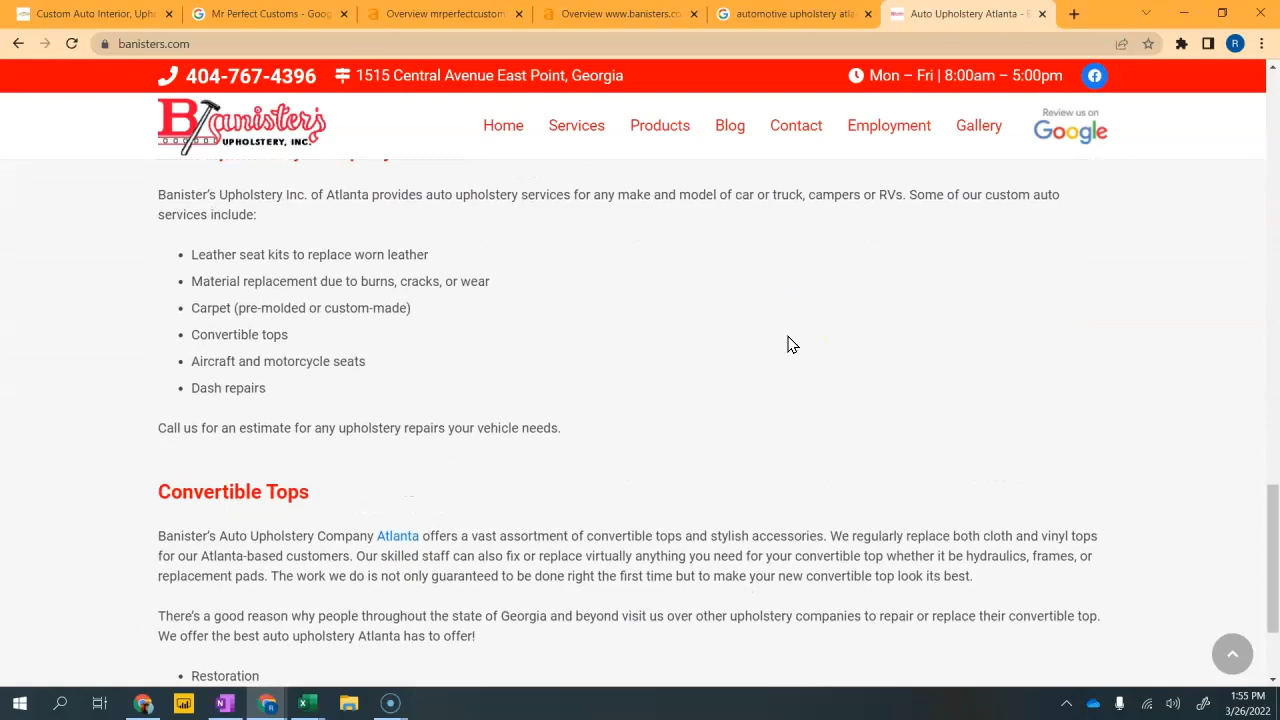 Custom Auto Interior, Uph
Mr Perfect Customs - Goog
Overview mrperfectcustom
Overview www.banisters.co
automotive upholstery atla
Auto Upholstery Atlanta - B
banisters.com
R
404-767-4396
1515 Central Avenue East Point, Georgia
Mon – Fri | 8:00am – 5:00pm
Banister's
UPHOLSTERY, INC.
Home
Services
Products
Blog
Contact
Employment
Gallery
Review us on
Google
Banister's Upholstery Inc. of Atlanta provides auto upholstery services for any make and model of car or truck, campers or RVs. Some of our custom auto
services include:
• Leather seat kits to replace worn leather
• Material replacement due to burns, cracks, or wear
• Carpet (pre-molded or custom-made)
• Convertible tops
• Aircraft and motorcycle seats
• Dash repairs
Call us for an estimate for any upholstery repairs your vehicle needs.
Convertible Tops
Banister's Auto Upholstery Company Atlanta offers a vast assortment of convertible tops and stylish accessories. We regularly replace both cloth and vinyl tops
for our Atlanta-based customers. Our skilled staff can also fix or replace virtually anything you need for your convertible top whether it be hydraulics, frames, or
replacement pads. The work we do is not only guaranteed to be done right the first time but to make your new convertible top look its best.
There's a good reason why people throughout the state of Georgia and beyond visit us over other upholstery companies to repair or replace their convertible top.
We offer the best auto upholstery Atlanta has to offer!
• Restoration
1:55 PM
3/26/2022